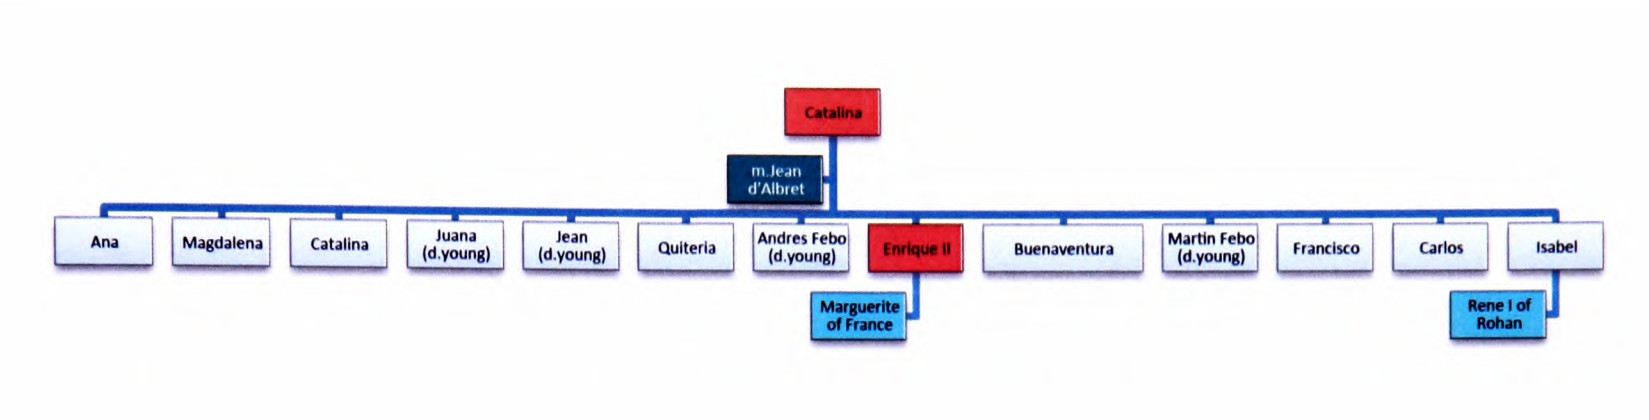 Catalina
m.Jean
d'Albret
Ana
Magdalena
Catalina
Juana
(d.young)
Jean
(d.young)
Quiteria
Andres Febo
(d.young)
Enrique II
Buenaventura
Martin Febo
(d.young)
Francisco
Carlos
Isabel
Marguerite
of France
Rene I of
Rohan